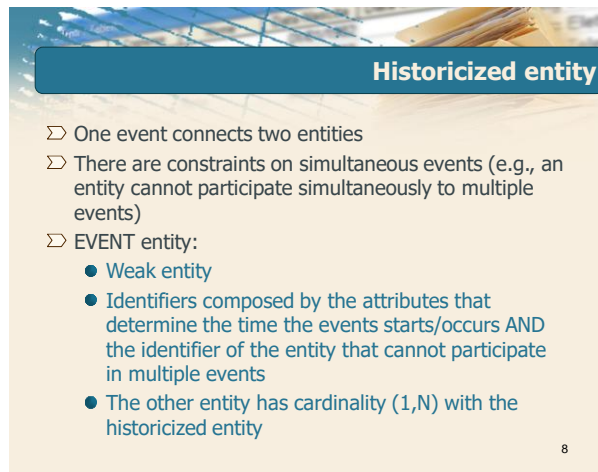 Historicized entity
One event connects two entities
There are constraints on simultaneous events (e.g., an
entity cannot participate simultaneously to multiple
events)
EVENT entity:
Weak entity
Identifiers composed by the attributes that
determine the time the events starts/occurs AND
the identifier of the entity that cannot participate
in multiple events
The other entity has cardinality (1,N) with the
historicized entity
8